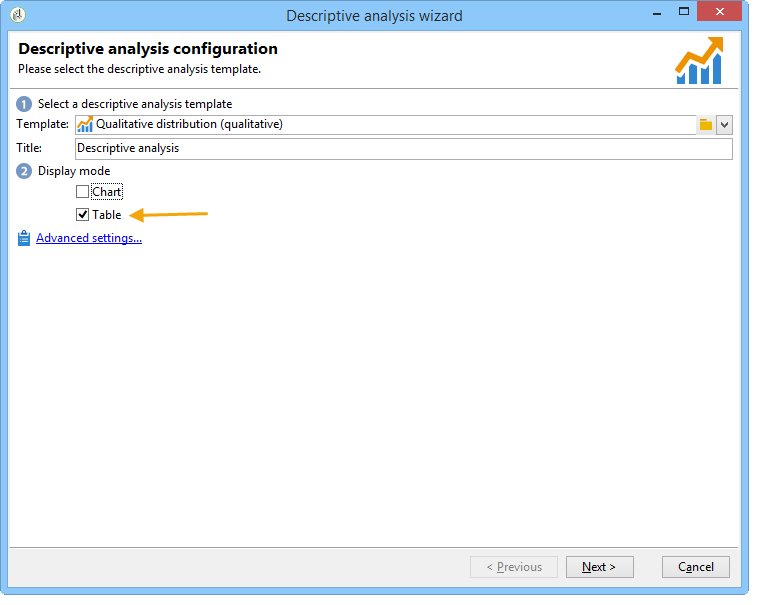 Descriptive analysis wizard
Descriptive analysis configuration
Please select the descriptive analysis template.
1 Select a descriptive analysis template
Template: Qualitative distribution (qualitative)
Title: Descriptive analysis
2 Display mode
Chart
Table
Advanced settings...
< Previous Next > Cancel